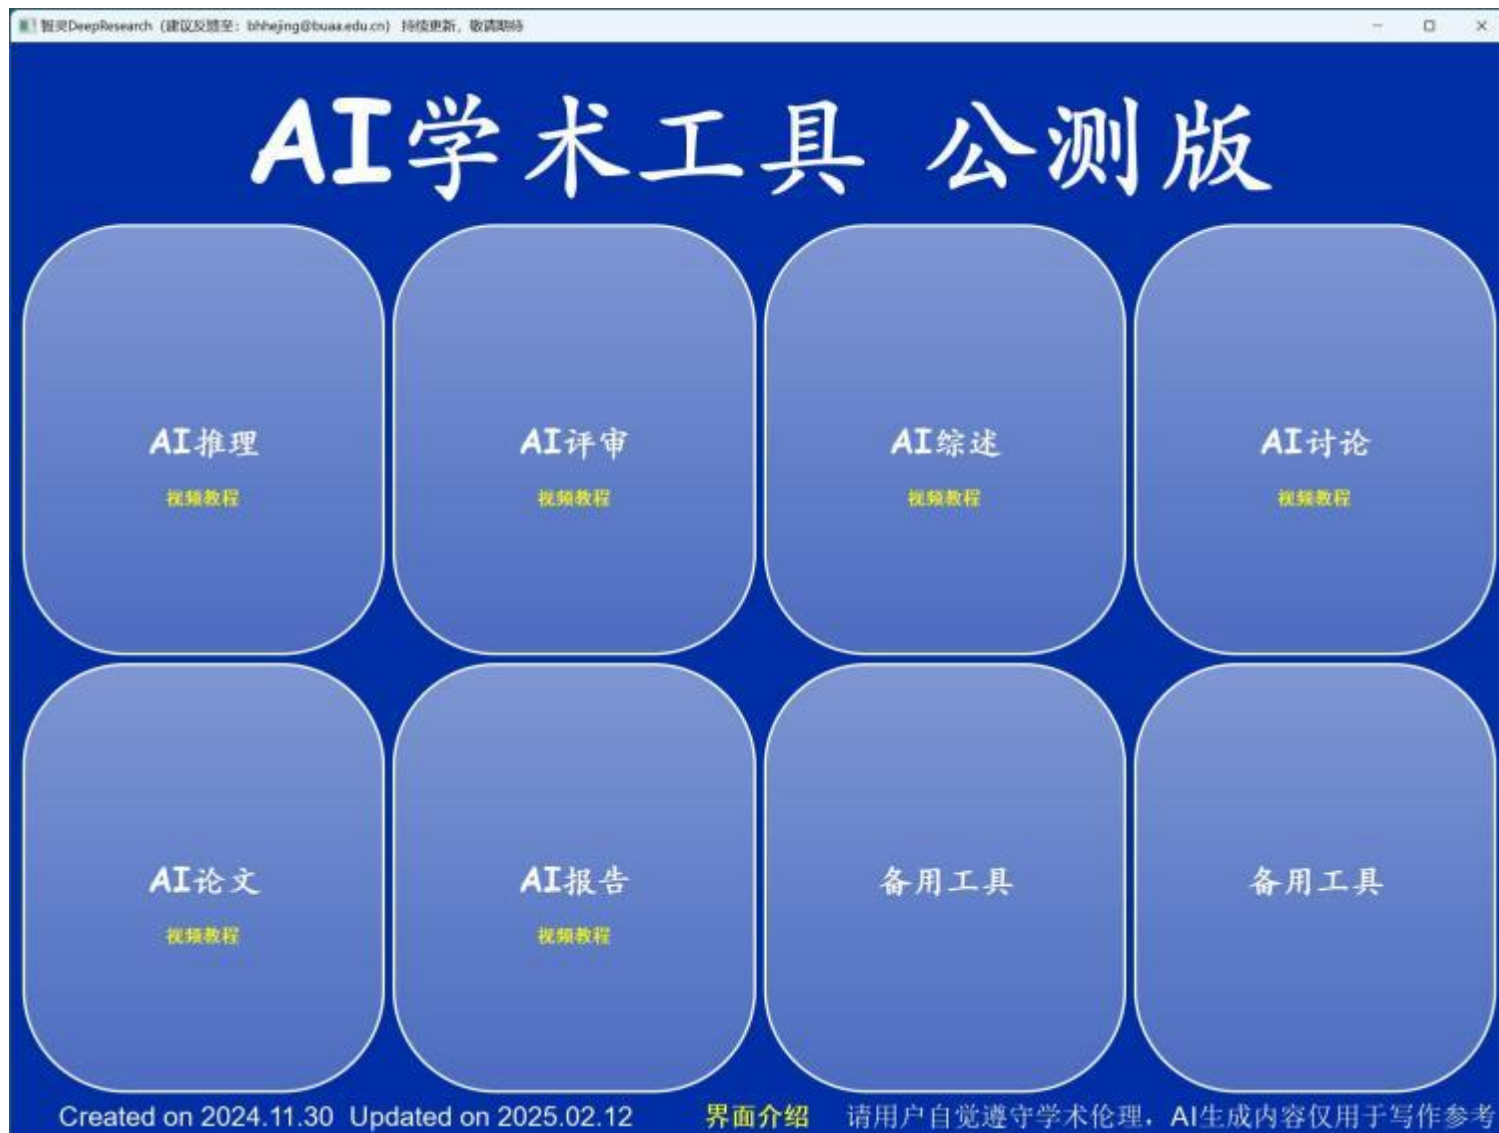 智灵DeepResearch（建议反馈至：bhhejing@buaa.edu.cn） 持续更新，敬请期待
AI学术工具 公测版
AI推理
视频教程
AI评审
视频教程
AI综述
视频教程
AI讨论
视频教程
AI论文
视频教程
AI报告
视频教程
备用工具
备用工具
Created on 2024.11.30 Updated on 2025.02.12
界面介绍
请用户自觉遵守学术伦理，AI生成内容仅用于写作参考